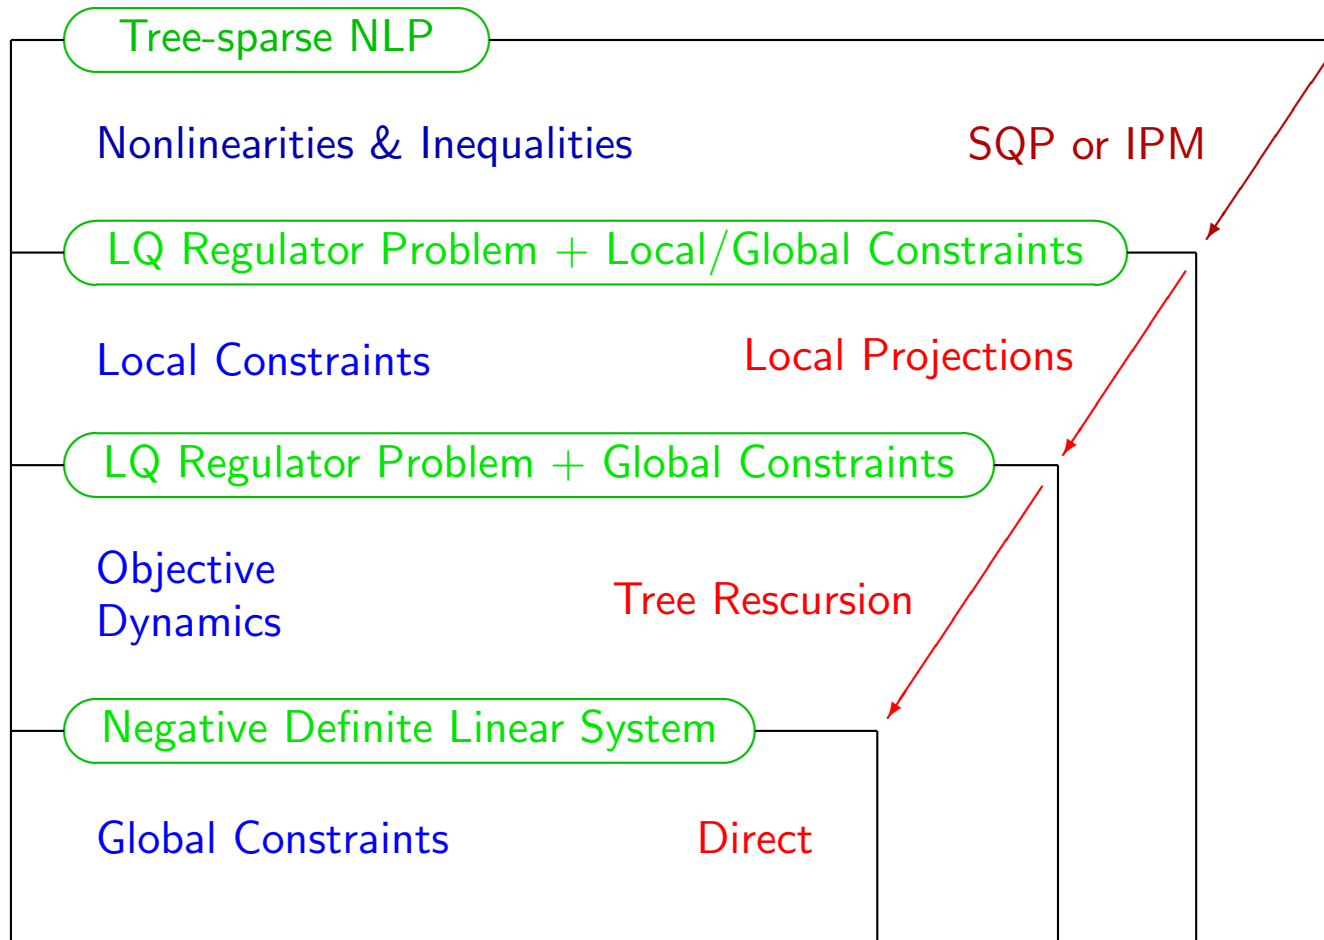 Tree-sparse NLP
Nonlinearities & Inequalities
SQP or IPM
LQ Regulator Problem + Local/Global Constraints
Local Constraints
Local Projections
LQ Regulator Problem + Global Constraints
Objective
Dynamics
Tree Rescursion
Negative Definite Linear System
Global Constraints
Direct